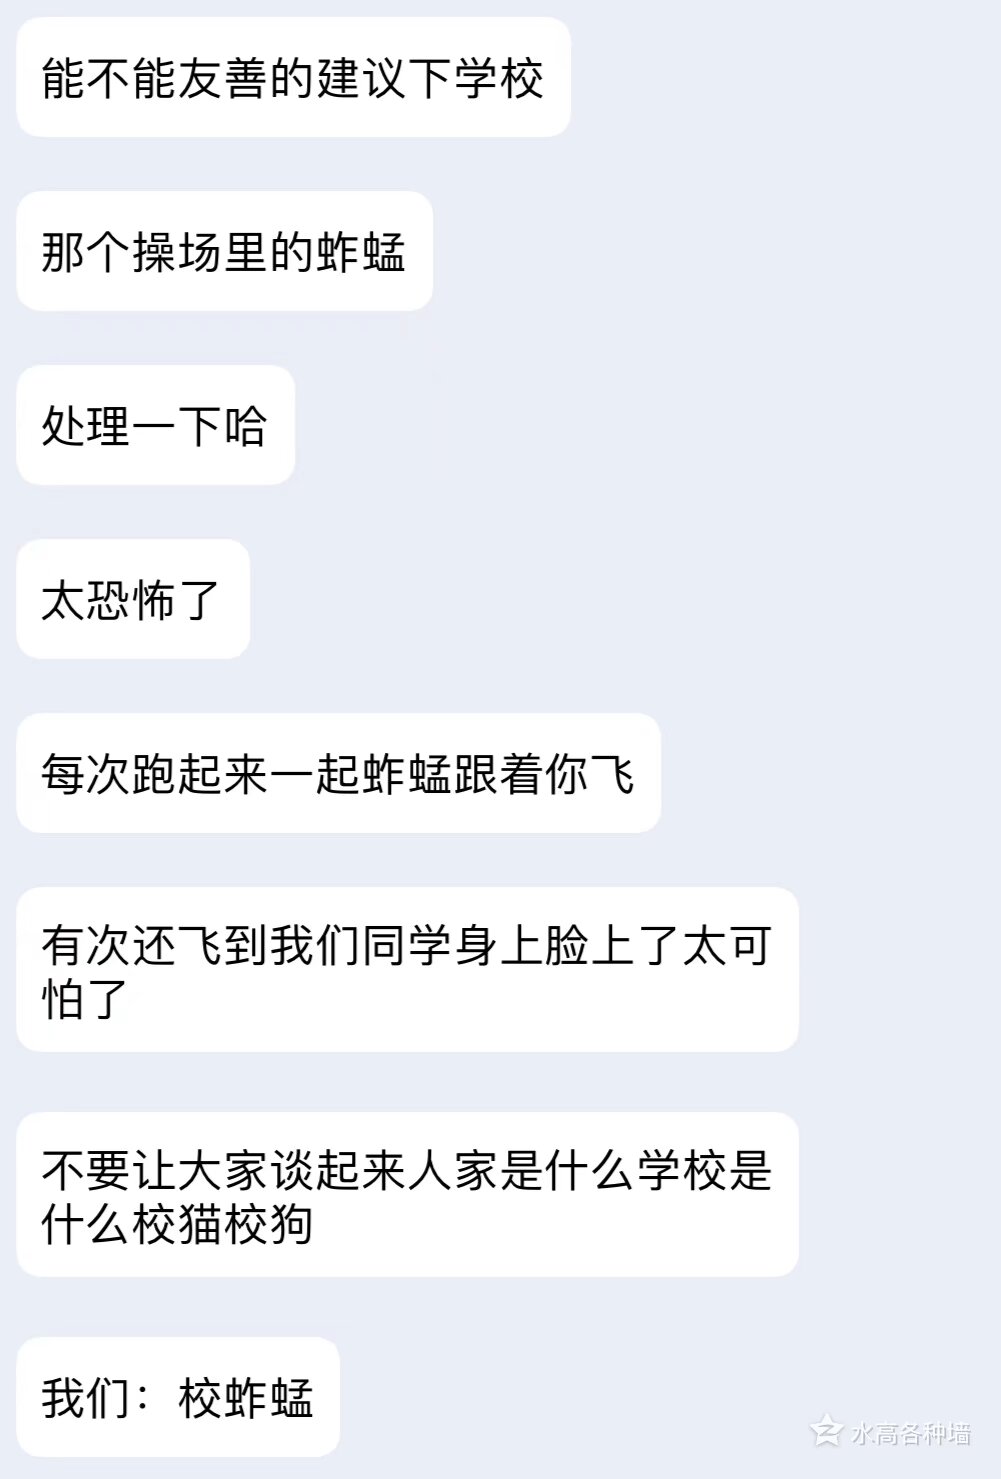 能不能友善的建议下学校
那个操场里的蚱蜢
处理一下哈
太恐怖了
每次跑起来一起蚱蜢跟着你飞
有次还飞到我们同学身上脸上了太可
怕了
不要让大家谈起来人家是什么学校是
什么校猫校狗
我们：校蚱蜢
水高各种墙